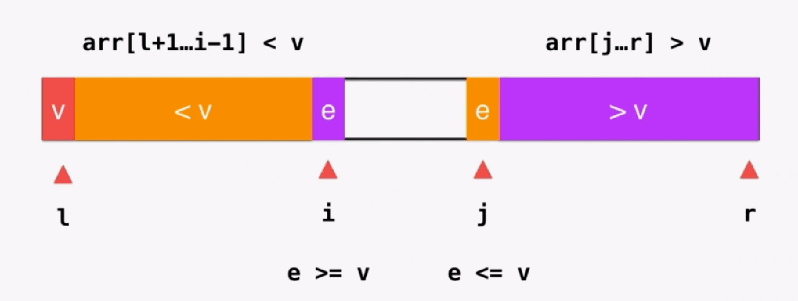 arr[l+1…i-1] < v arr[j…r] > v
v < v e e > v
l i j r
e >= v e <= v